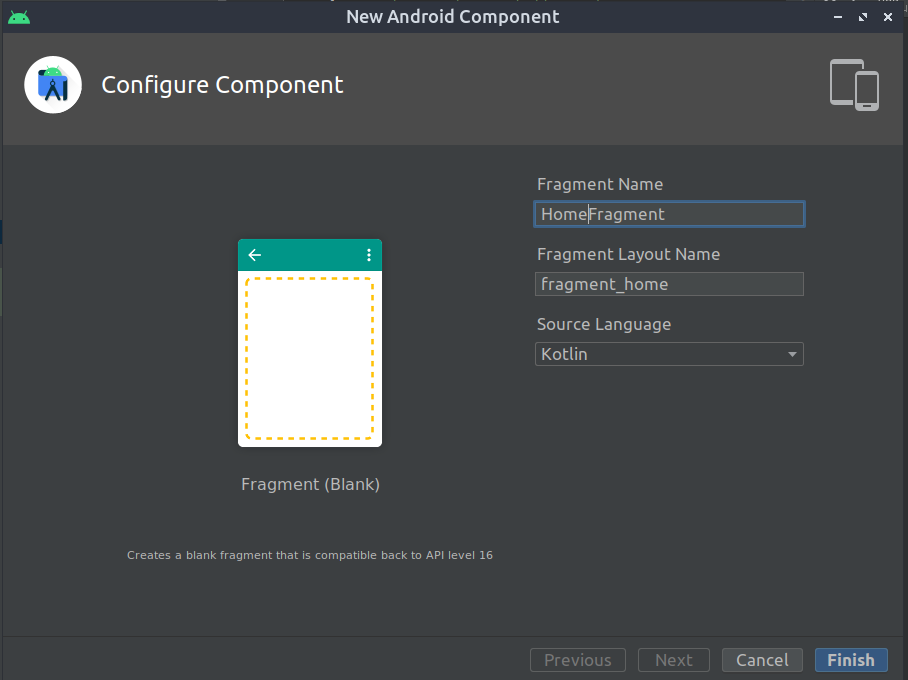 New Android Component
Configure Component
Fragment Name
HomeFragment
Fragment Layout Name
fragment_home
Source Language
Kotlin
Fragment (Blank)
Creates a blank fragment that is compatible back to API level 16
Previous
Next
Cancel
Finish